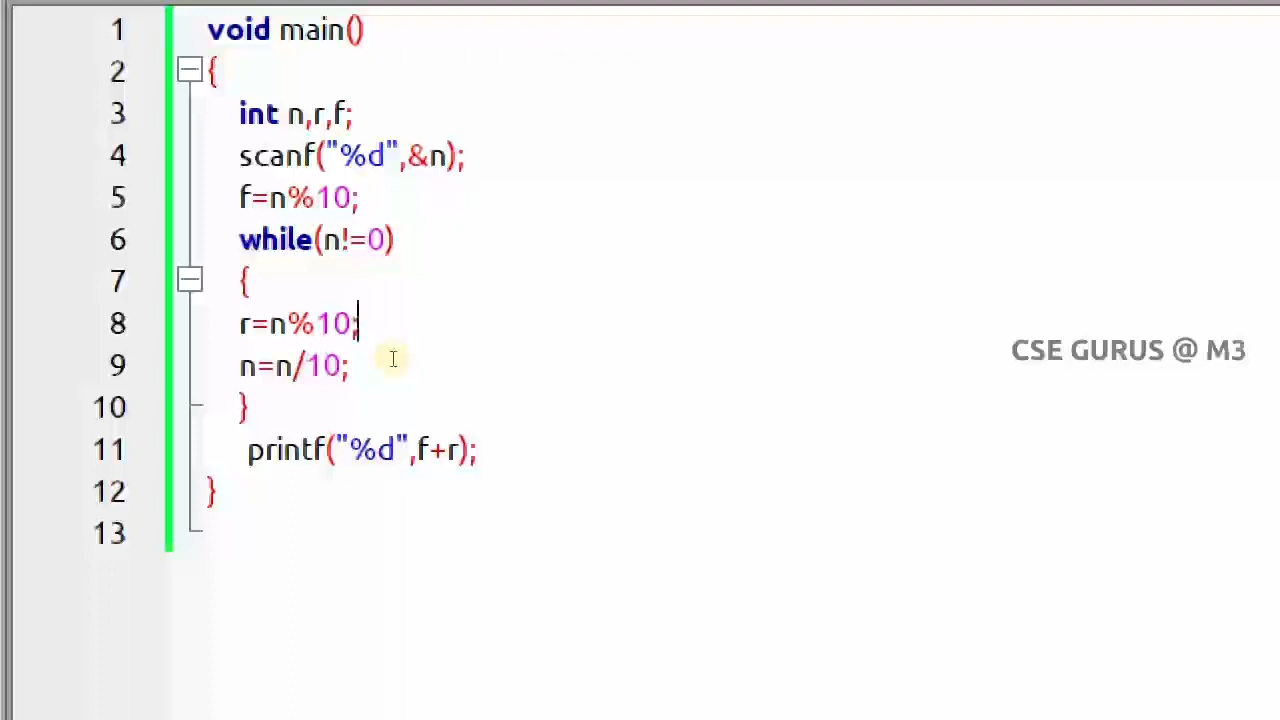 1 void main()
2 {
3 int n,r,f;
4 scanf("%d",&n);
5 f=n%10;
6 while(n!=0)
7 {
8 r=n%10;
9 n=n/10;
10 }
11 printf("%d",f+r);
12 }
13
CSE GURUS @ M3